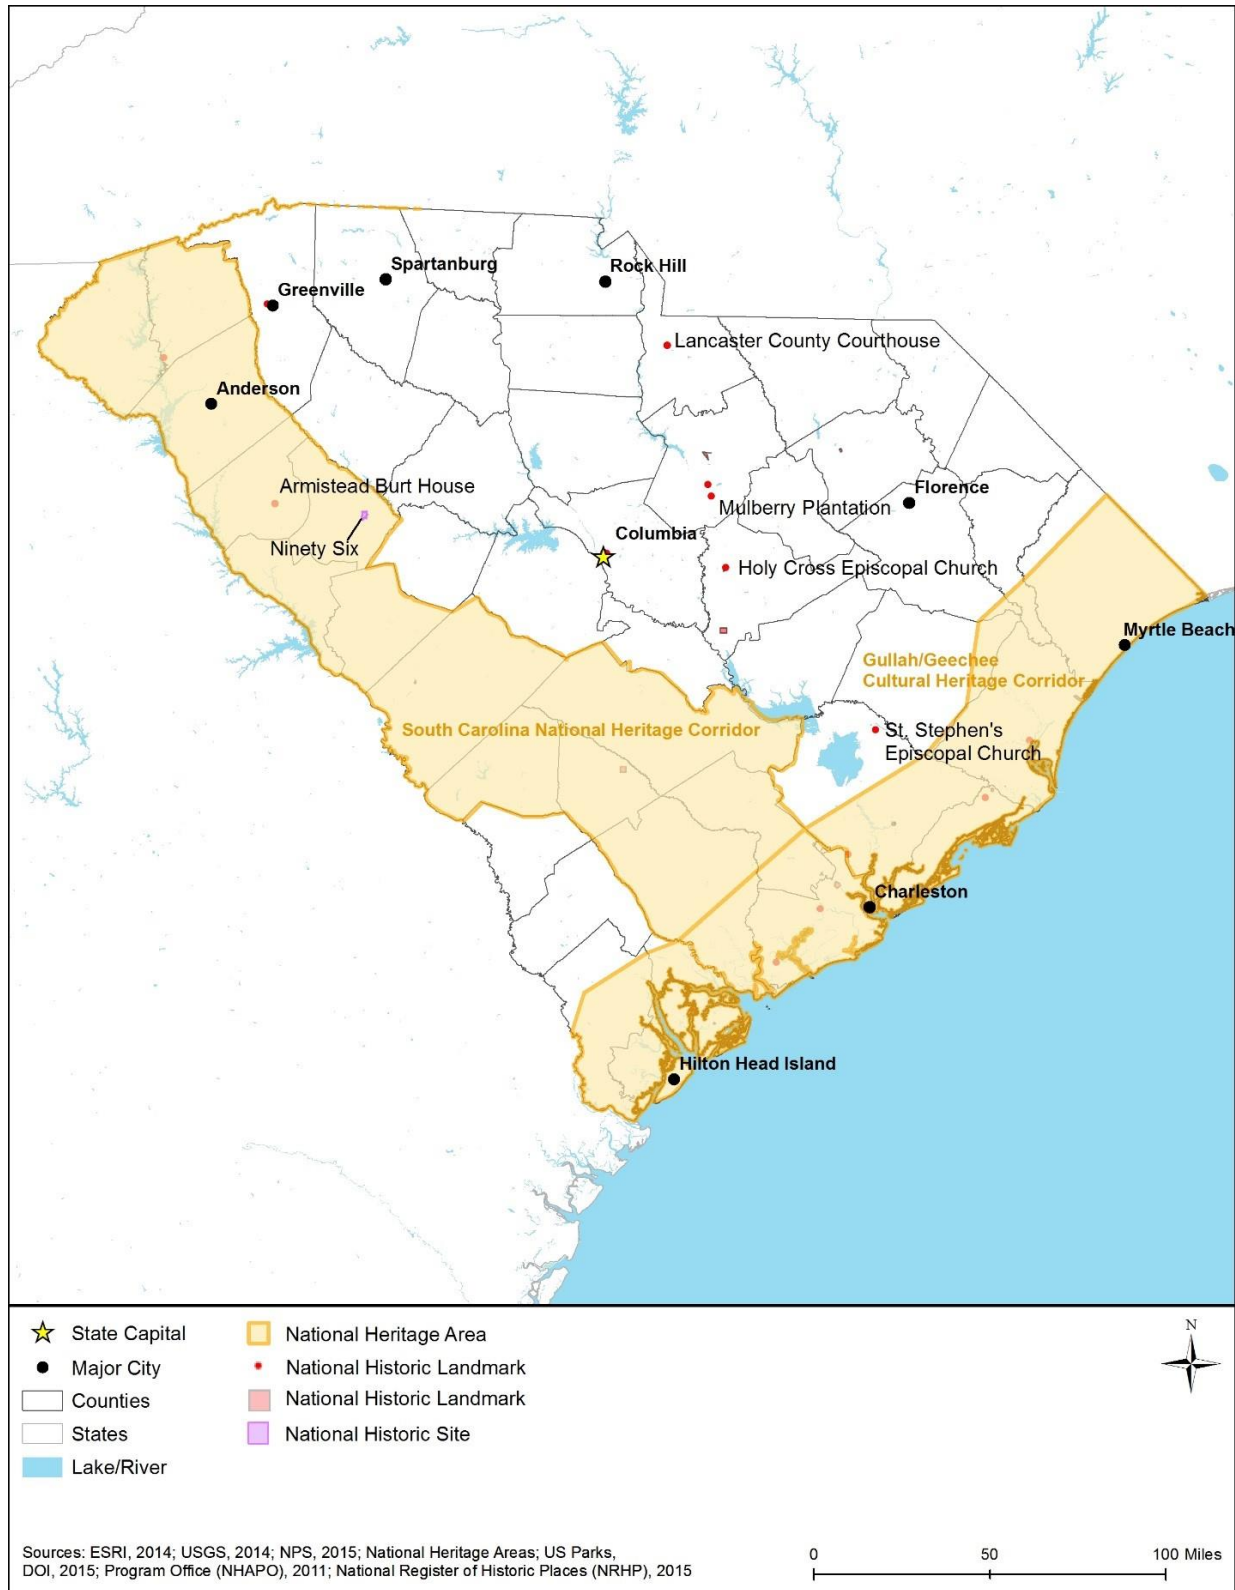 Spartanburg
Rock Hill
Greenville
Lancaster County Courthouse
Anderson
Armistead Burt House
Florence
Mulberry Plantation
Ninety Six
Columbia
Holy Cross Episcopal Church
Myrtle Beach
Gullah/Geechee
Cultural Heritage Corridor
South Carolina National Heritage Corridor
St. Stephen's
Episcopal Church
Charleston
Hilton Head Island
State Capital
Major City
Counties
States
Lake/River
National Heritage Area
National Historic Landmark
National Historic Landmark
National Historic Site
N
Sources: ESRI, 2014; USGS, 2014; NPS, 2015; National Heritage Areas; US Parks,
DOI, 2015; Program Office (NHAPO), 2011; National Register of Historic Places (NRHP), 2015
0 50 100 Miles